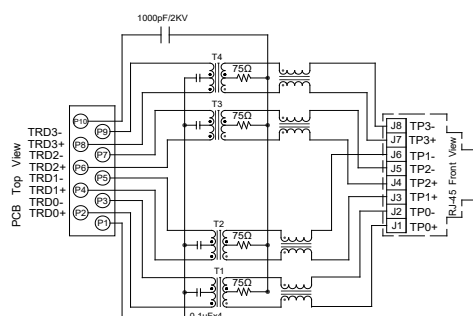 1000pF/2KV
T4
75Ω
P10
P9
TRD3-
TRD3+ P8
TRD2- P7
TRD2+ P6
TRD1- P5
TRD1+ P4
TRD0- P3
TRD0+ P2
P1
PCB Top View
T3
75Ω
T2
75Ω
T1
75Ω
0.1uFx4
J8 TP3-
J7 TP3+
J6 TP1-
J5 TP2-
J4 TP2+
J3 TP1+
J2 TP0-
J1 TP0+
RJ-45 Front View